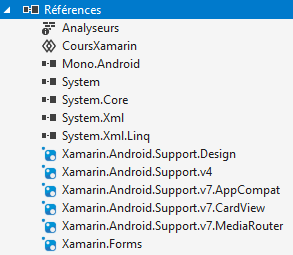 Références
Analyseurs
CoursXamarin
Mono.Android
System
System.Core
System.Xml
System.Xml.Linq
Xamarin.Android.Support.Design
Xamarin.Android.Support.v4
Xamarin.Android.Support.v7.AppCompat
Xamarin.Android.Support.v7.CardView
Xamarin.Android.Support.v7.MediaRouter
Xamarin.Forms